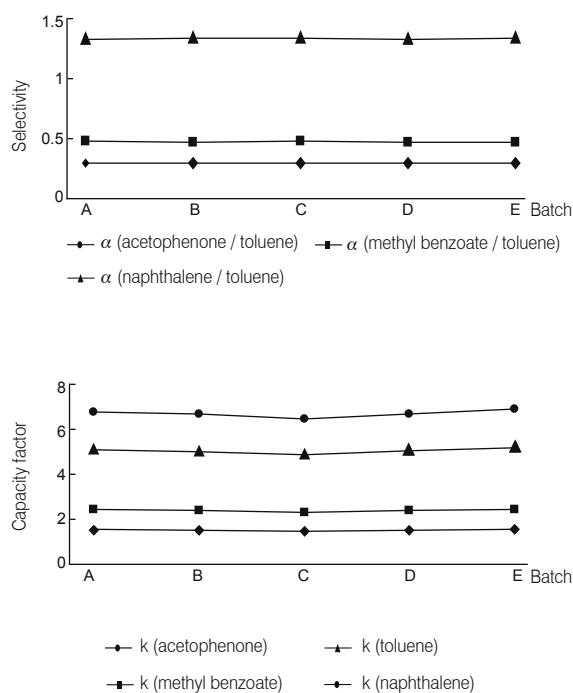 1.5
1
0.5
0
Selectivity
A B C D E Batch
α (acetophenone / toluene) α (methyl benzoate / toluene)
α (naphthalene / toluene)
8
6
4
2
0
Capacity factor
A B C D E Batch
k (acetophenone) k (toluene)
k (methyl benzoate) k (naphthalene)